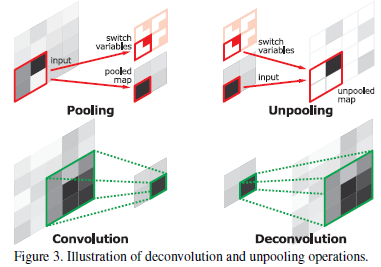 input
switch
variables
pooled
map
Pooling
switch
variables
input
unpooled
map
Unpooling
Convolution
Deconvolution
Figure 3. Illustration of deconvolution and unpooling operations.